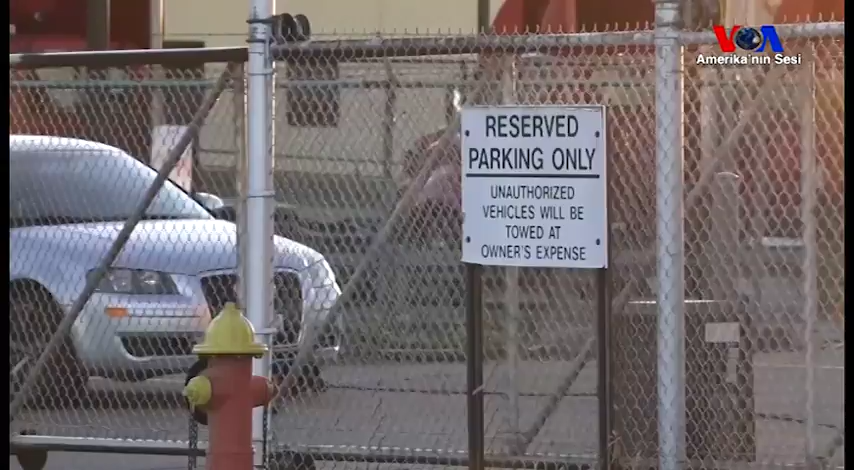 VOA
Amerika'nın Sesi
RESERVED
PARKING ONLY
UNAUTHORIZED
VEHICLES WILL BE
TOWED AT
OWNER'S EXPENSE